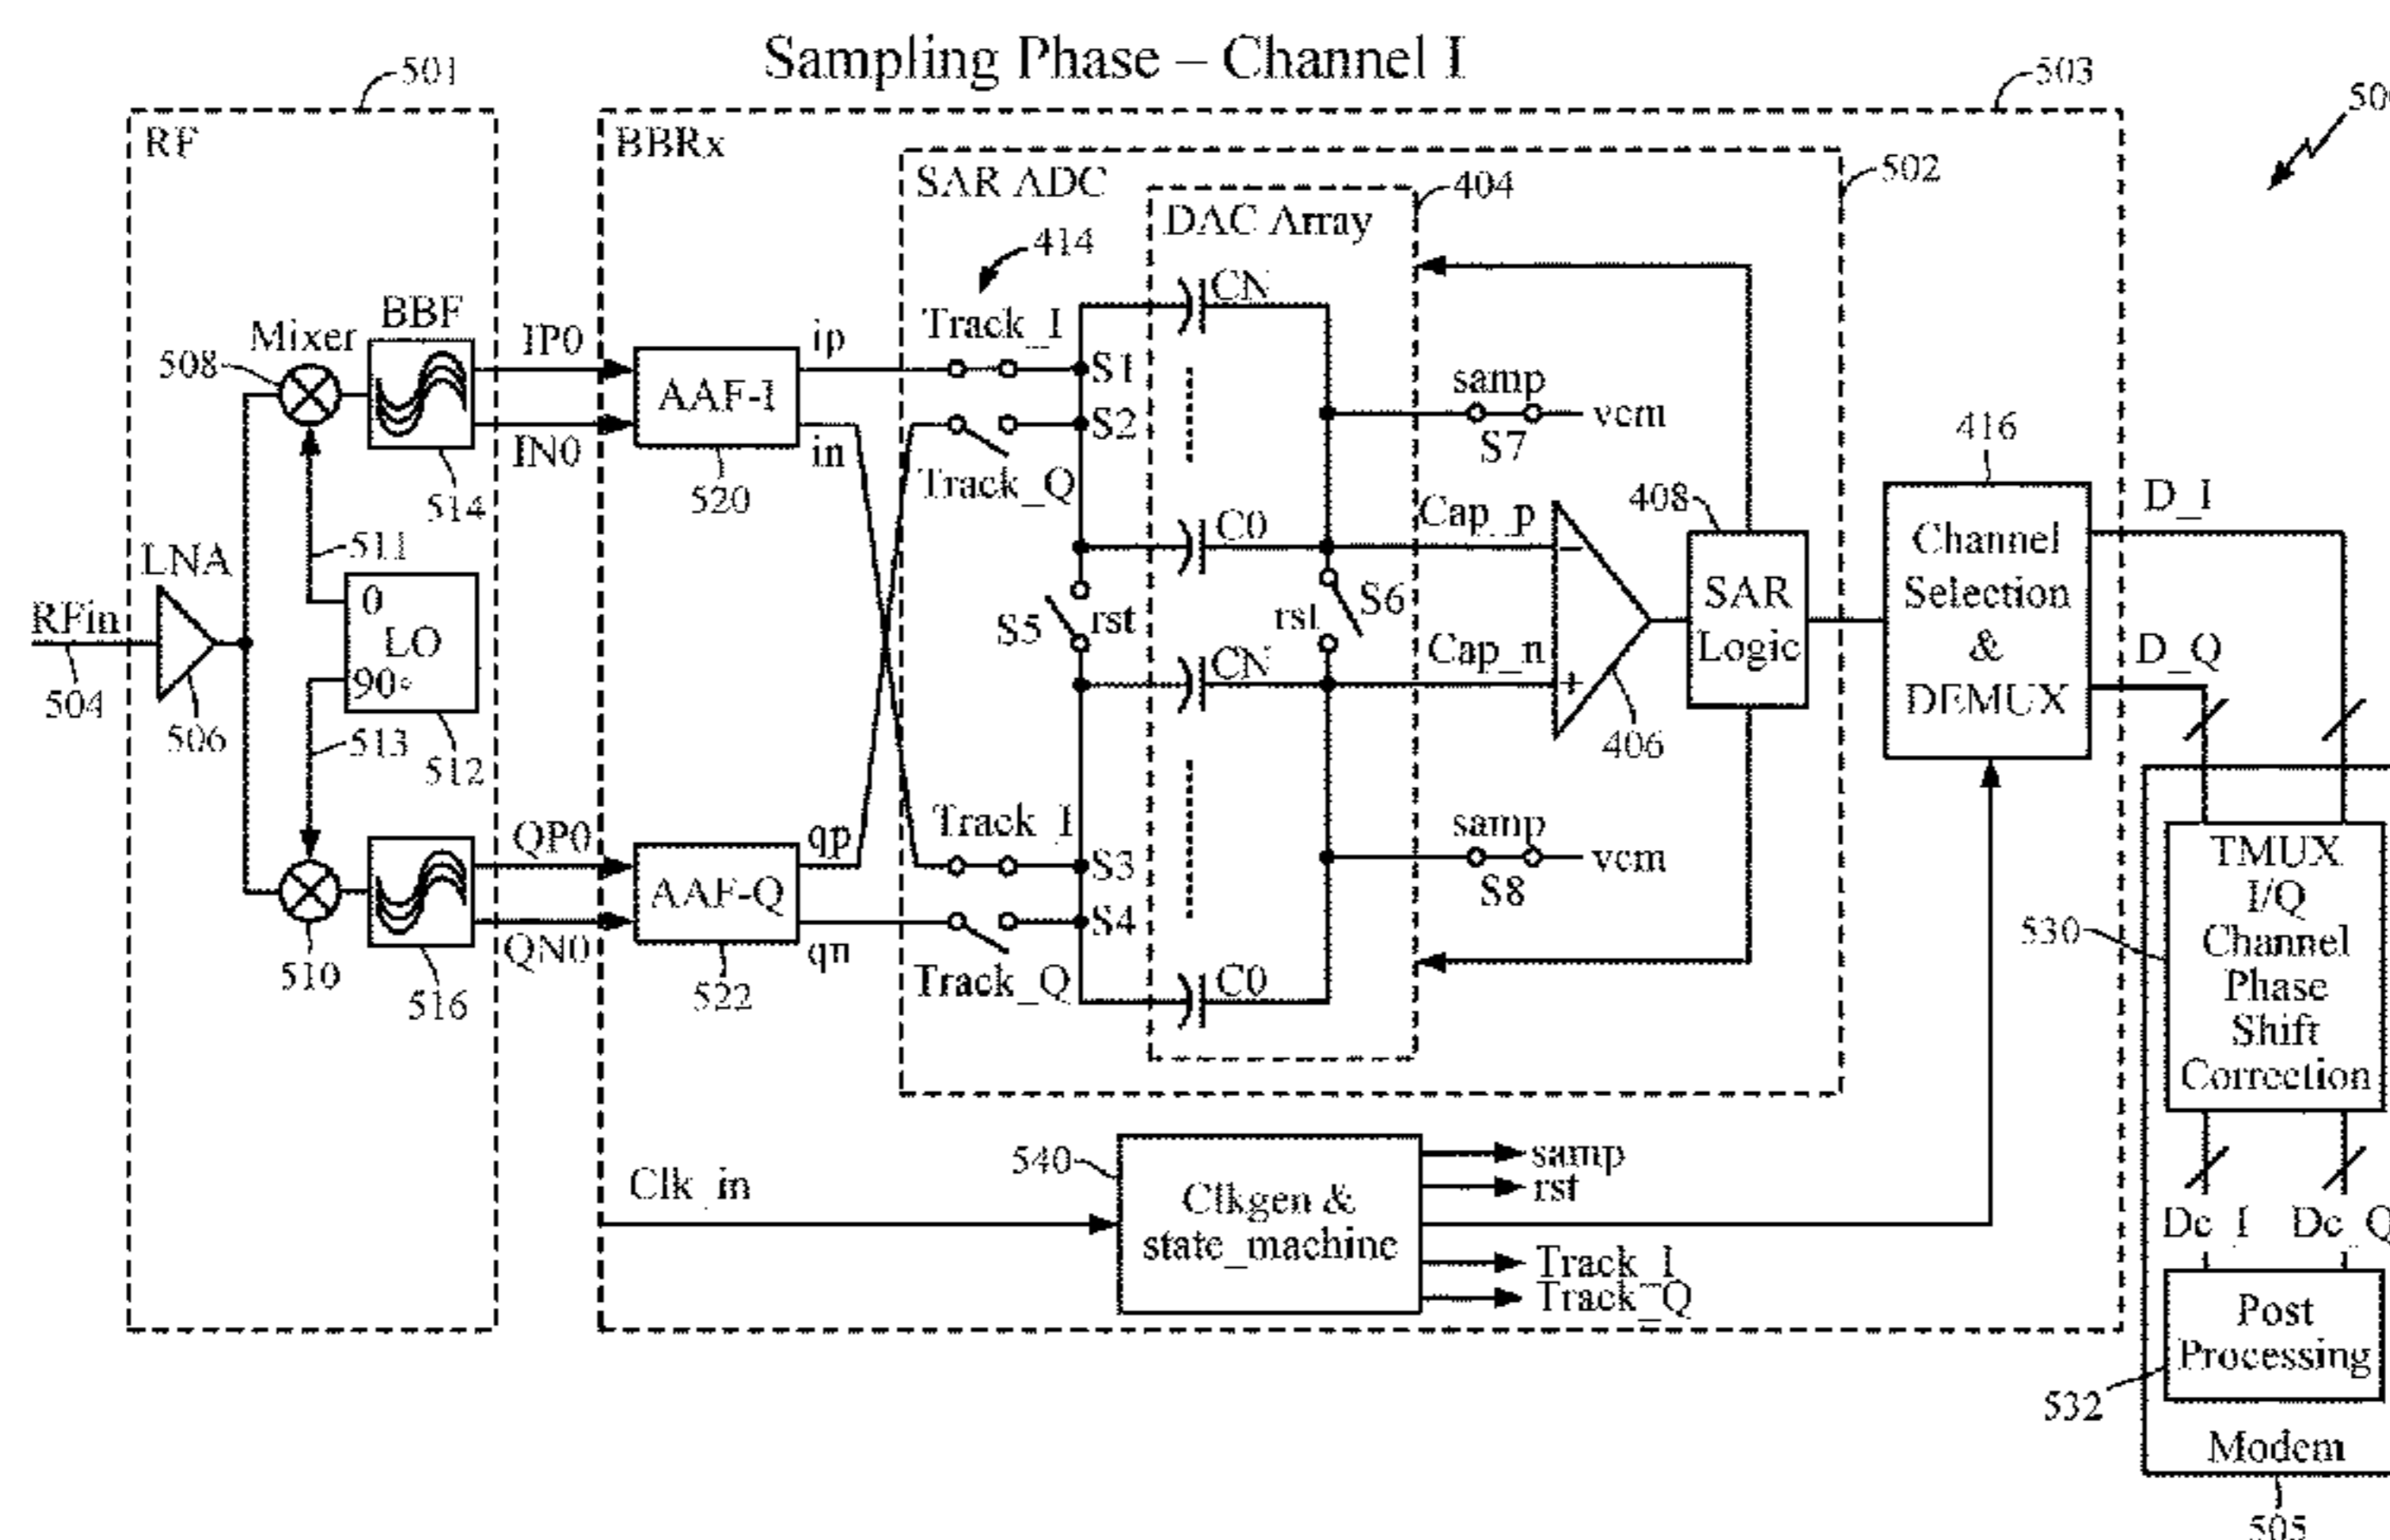 Sampling Phase – Channel I
501
503
50
RF
BBRx
SAR ADC
502
DAC Array
404
414
CN
Mixer
BBF
508
IP0
IN0
514
AAF-I
520
ip
in
Track_I
S1
S2
Track_Q
samp
vcm
S7
416
Channel
Selection
&
DEMUX
D_I
D_Q
408
SAR
Logic
Cap_p
C0
−
511
LNA
RFin
504
506
0
LO
90°
512
513
S5
rst
rst
S6
CN
Cap_n
+
406
QP0
QN0
510
516
AAF-Q
522
qp
qn
Track_I
S3
S4
Track_Q
C0
samp
vcm
S8
TMUX
I/Q
Channel
Phase
Shift
Correction
530
Clk_in
540
Clkgen &
state_machine
samp
rst
Track_I
Track_Q
Dc_I
Dc_Q
Post
Processing
532
Modem
505